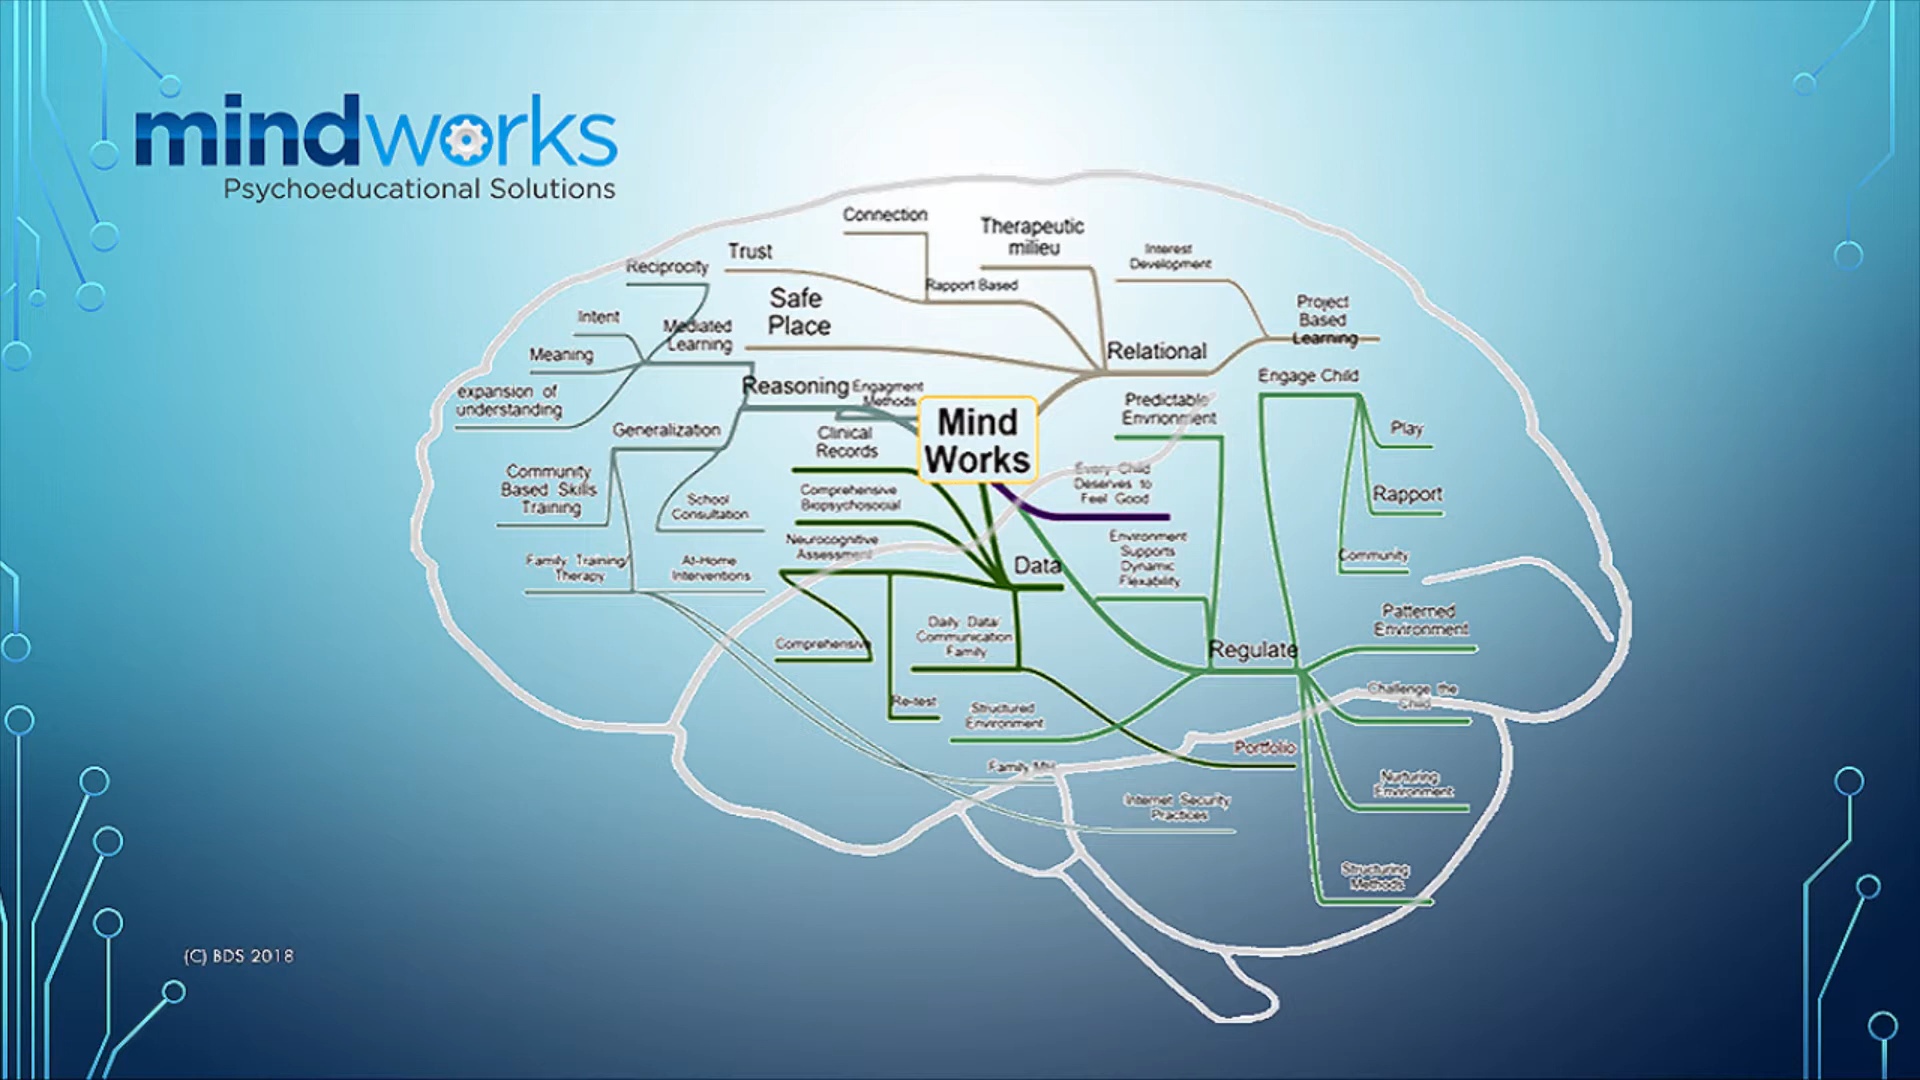 mindworks
Psychoeducational Solutions
Connection
Therapeutic
milieu
Interest
Development
Trust
Reciprocity
Rapport Based
Safe
Place
Project
Based
Learning
Intent
Mediated
Learning
Meaning
Relational
Reasoning
Engagment
Methods
Engage Child
expansion of
understanding
Predictable
Envrionment
Mind
Works
Generalization
Clinical
Records
Play
Community
Based Skills
Training
Every Child
Deserves to
Feel Good
School
Consultation
Comprehensive
Biopsychosocial
Rapport
Neurocognitive
Assessment
Environment
Supports
Dynamic
Flexability
Family Training/
Therapy
At-Home
Interventions
Data
Community
Comprehensive
Daily Data/
Communication
Family
Regulate
Patterned
Environment
Re-test
Structured
Environment
Challenge the
Child
Portfolio
Family MH
Nurturing
Environment
Internet Security
Practices
Structuring
Methods
(C) BDS 2018